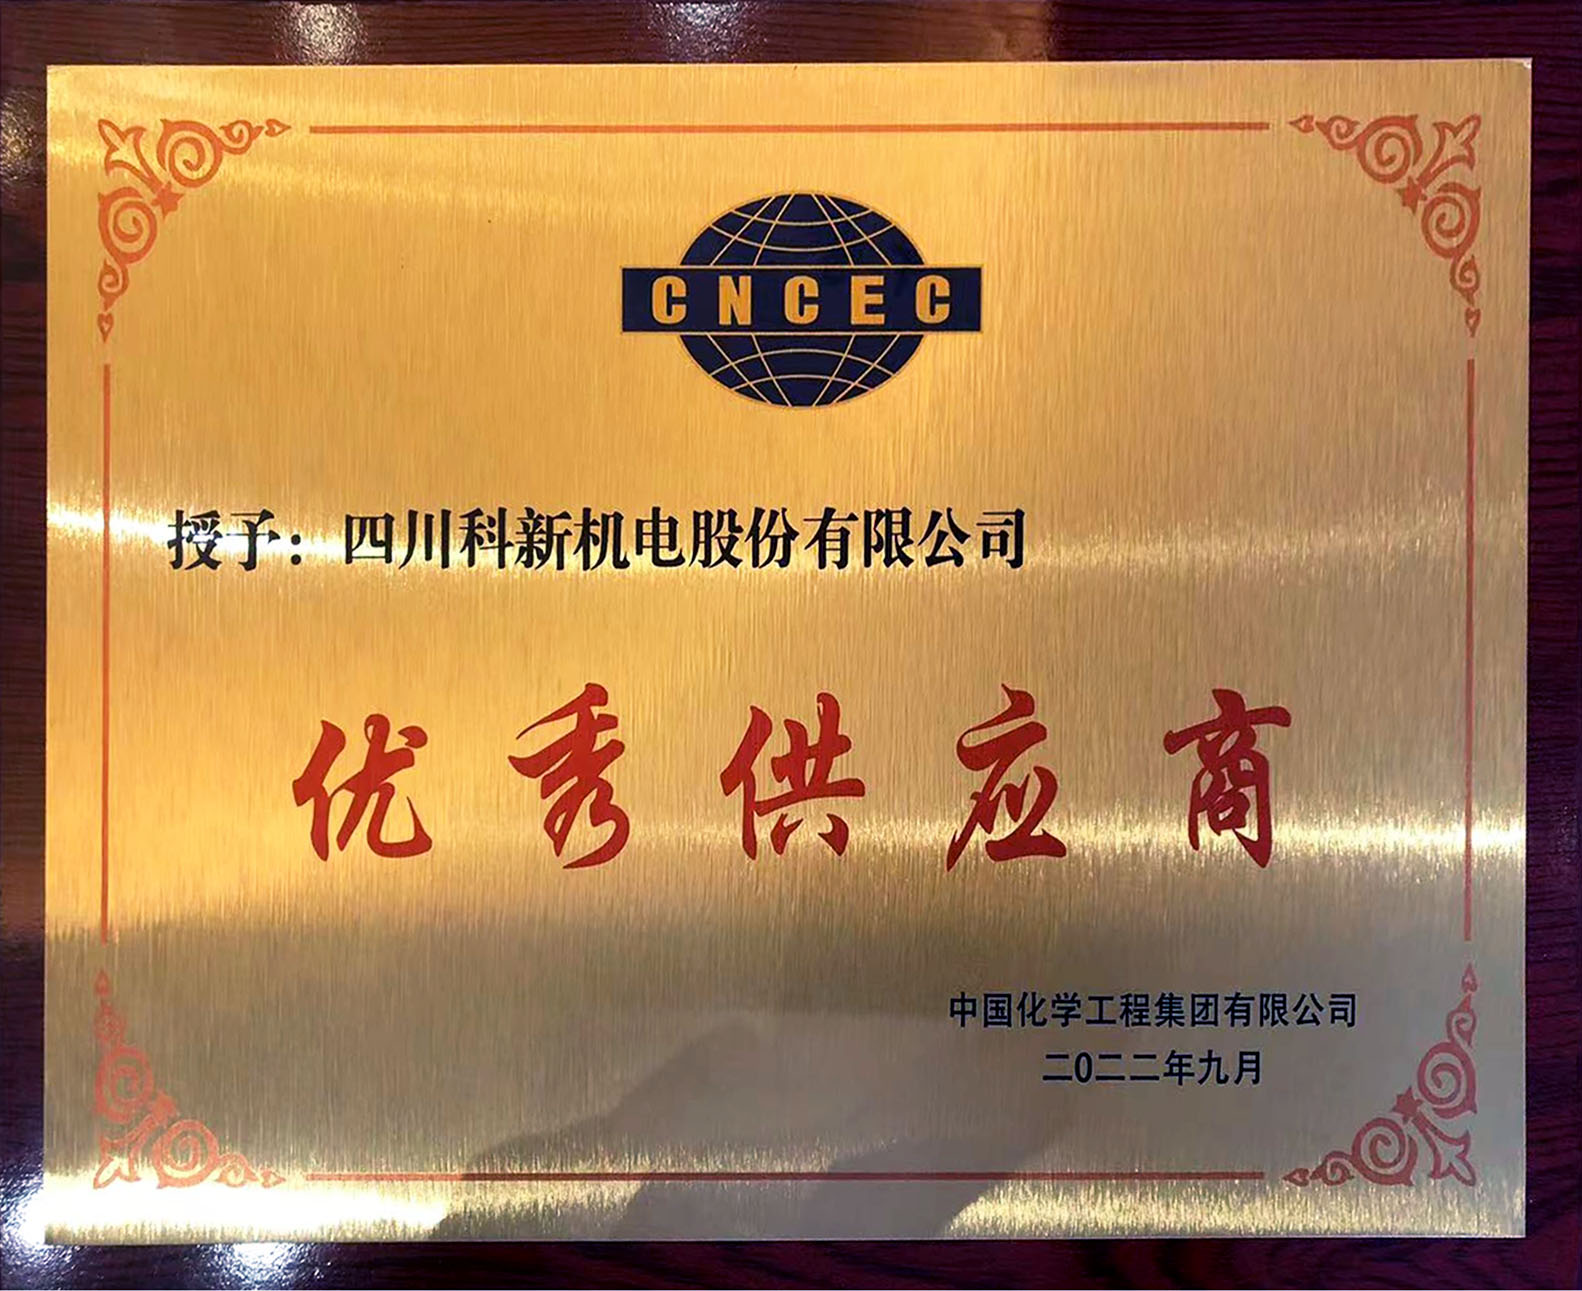 CNCEC
授予：四川科新机电股份有限公司
优秀供应商
中国化学工程集团有限公司
二0二二年九月